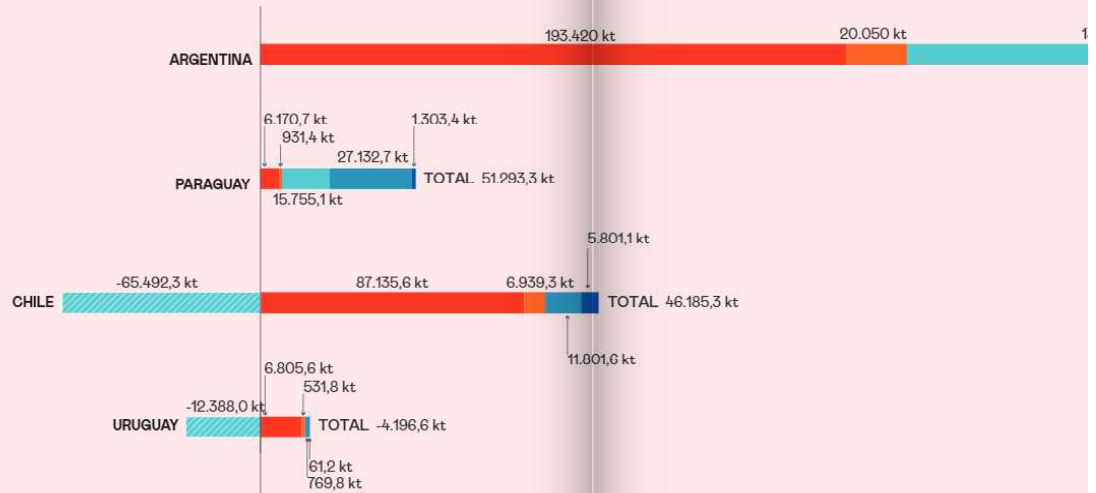 193.420 kt
20.050 kt
ARGENTINA
6.170,7 kt
1.303,4 kt
931,4 kt
27.132,7 kt
PARAGUAY
TOTAL 51.293,3 kt
15.755,1 kt
5.801,1 kt
-65.492,3 kt
87.135,6 kt
6.939,3 kt
CHILE
TOTAL 46.185,3 kt
11.801,6 kt
6.805,6 kt
531,8 kt
-12.388,0 kt
URUGUAY
TOTAL -4.196,6 kt
61,2 kt
769,8 kt